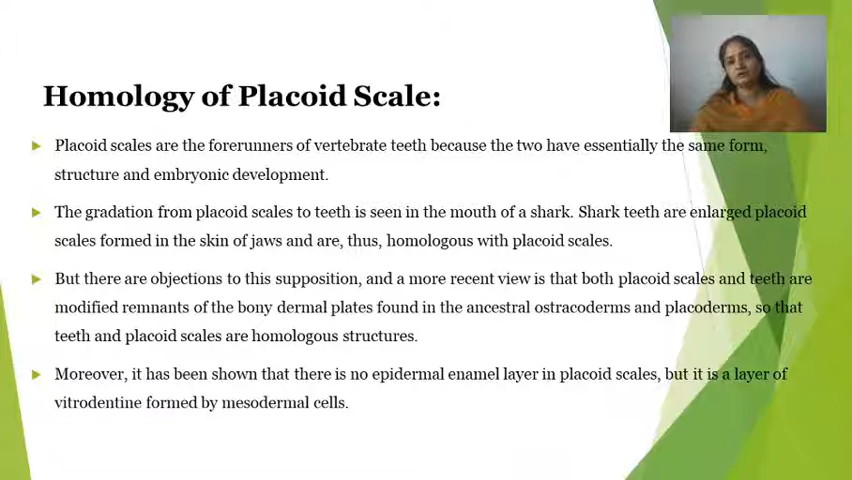 Homology of Placoid Scale:
Placoid scales are the forerunners of vertebrate teeth because the two have essentially the same form,
structure and embryonic development.
The gradation from placoid scales to teeth is seen in the mouth of a shark. Shark teeth are enlarged placoid
scales formed in the skin of jaws and are, thus, homologous with placoid scales.
But there are objections to this supposition, and a more recent view is that both placoid scales and teeth are
modified remnants of the bony dermal plates found in the ancestral ostracoderms and placoderms, so that
teeth and placoid scales are homologous structures.
Moreover, it has been shown that there is no epidermal enamel layer in placoid scales, but it is a layer of
vitrodentine formed by mesodermal cells.